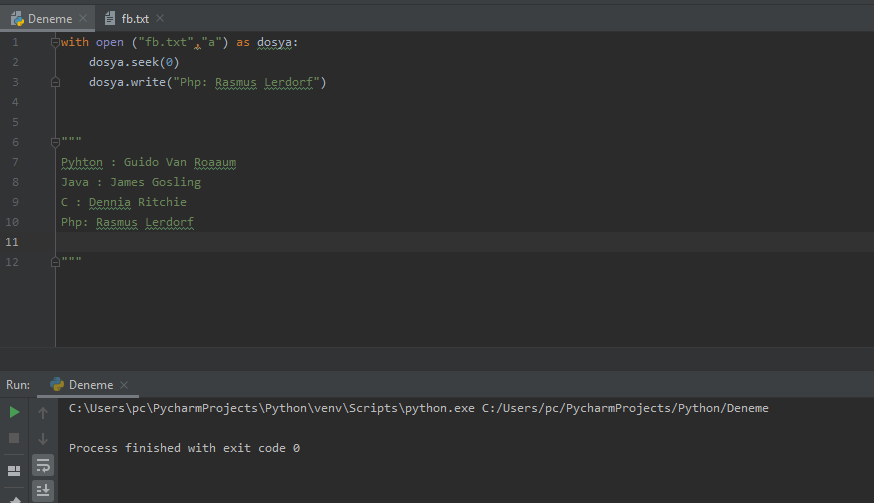 Deneme
fb.txt
1 with open ("fb.txt","a") as dosya:
2 dosya.seek(0)
3 dosya.write("Php: Rasmus Lerdorf")
4
5
6 """
7 Pyhton : Guido Van Roaaum
8 Java : James Gosling
9 C : Dennia Ritchie
10 Php: Rasmus Lerdorf
11
12 """
Run: Deneme
C:\Users\pc\PycharmProjects\Python\venv\Scripts\python.exe C:/Users/pc/PycharmProjects/Python/Deneme
Process finished with exit code 0